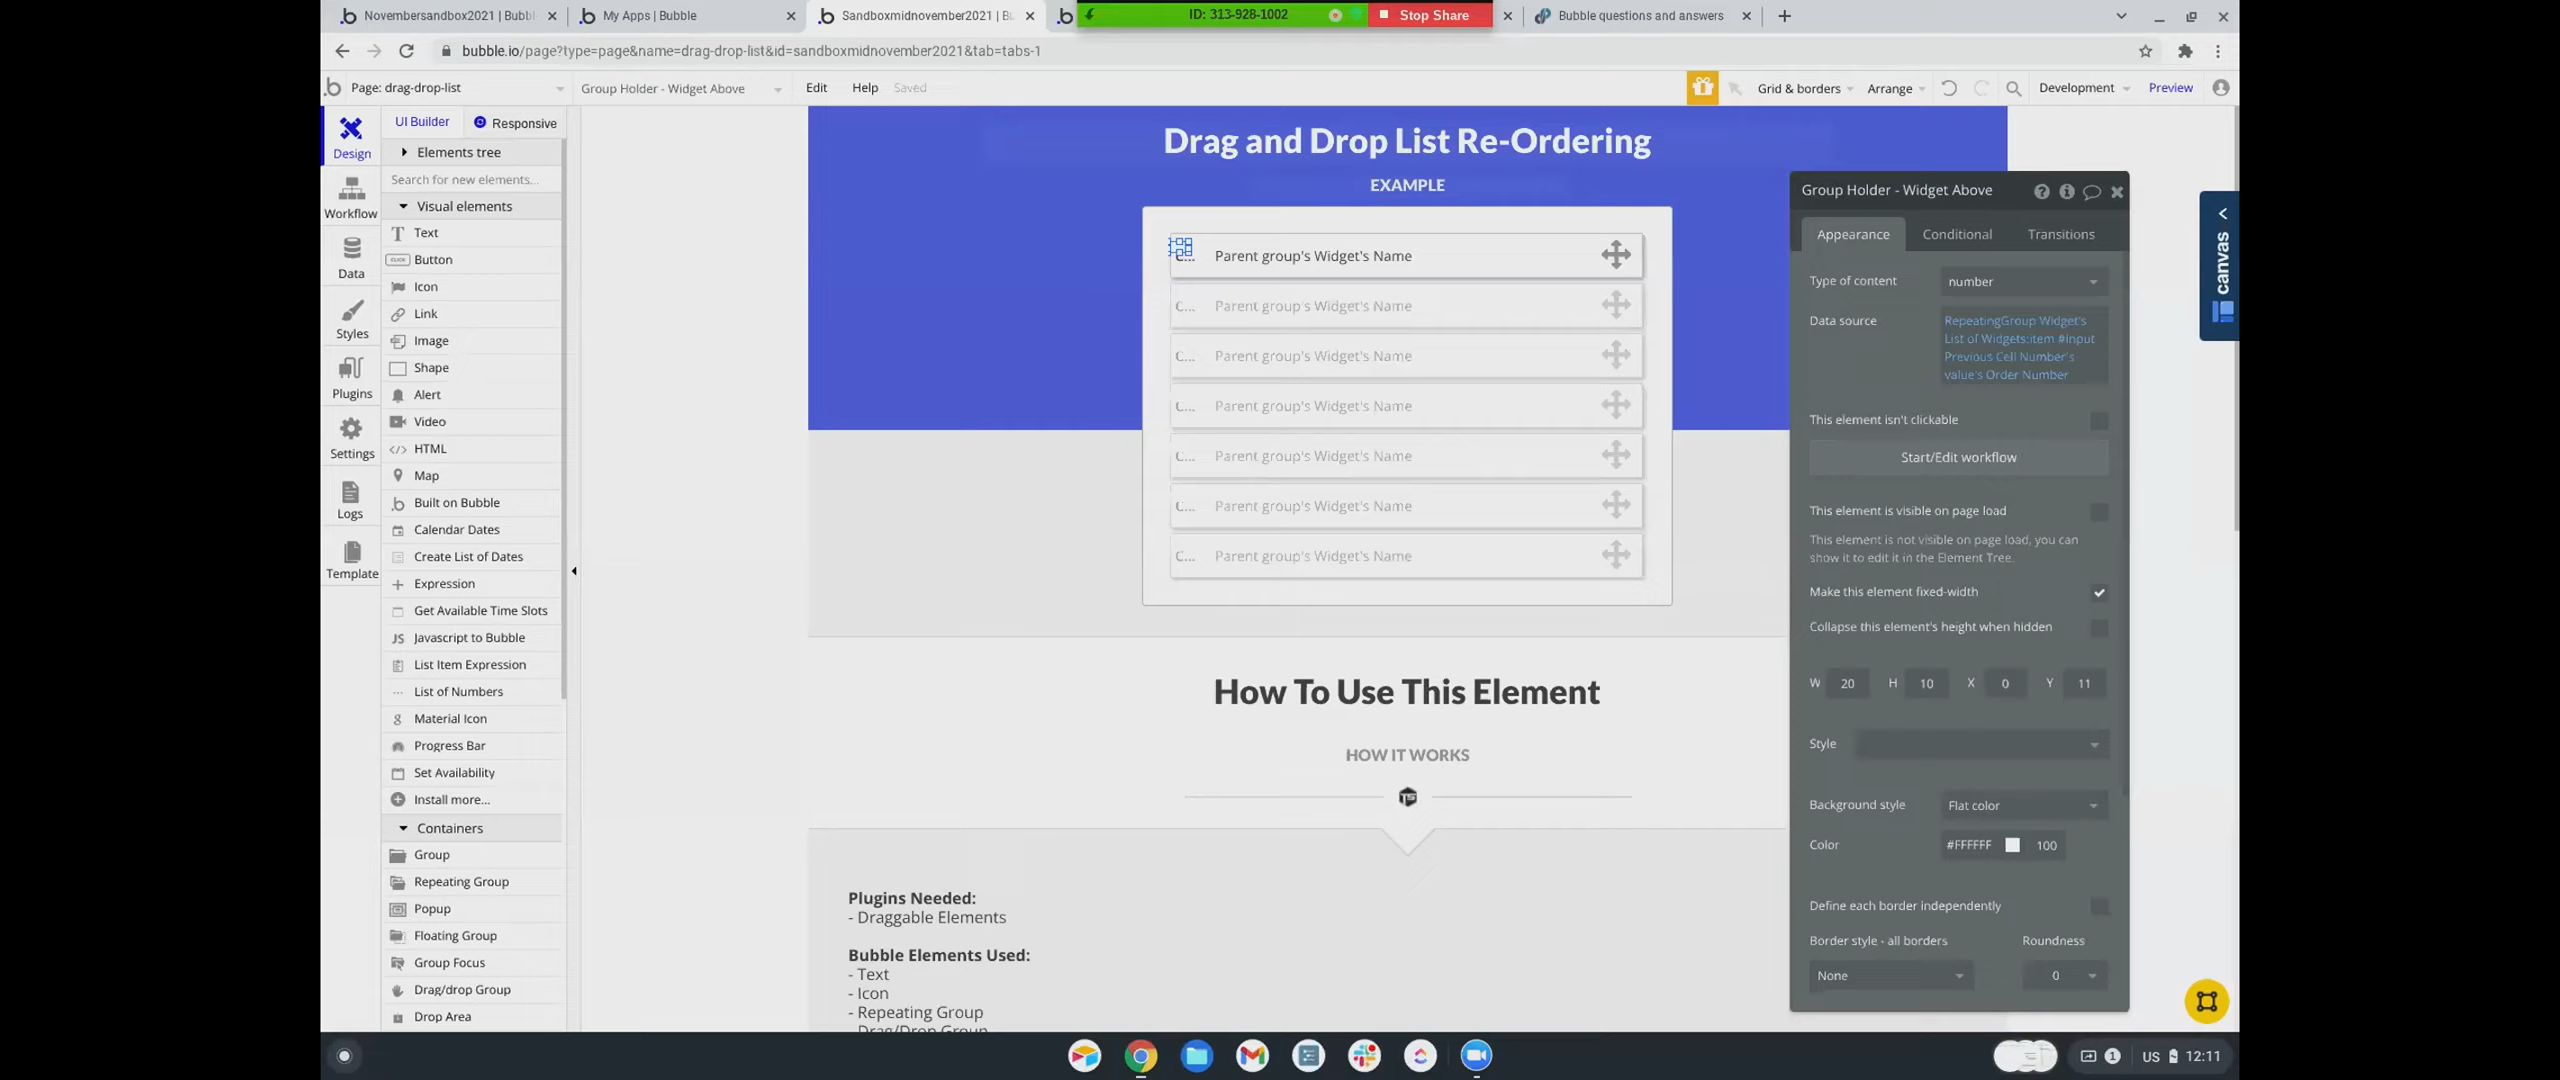 Novembersandbox2021 | Bubbl
My Apps | Bubble
Sandboxmidnovember2021 | Bu
ID: 313-928-1002
Stop Share
Bubble questions and answers
bubble.io/page?type=page&name=drag-drop-list&id=sandboxmidnovember2021&tab=tabs-1
Page: drag-drop-list
Group Holder - Widget Above
Edit
Help
Saved
Grid & borders
Arrange
Development
Preview
Design
Workflow
Data
Styles
Plugins
Settings
Logs
Template
UI Builder
Responsive
Elements tree
Search for new elements...
Visual elements
Text
Button
Icon
Link
Image
Shape
Alert
Video
HTML
Map
Built on Bubble
Calendar Dates
Create List of Dates
Expression
Get Available Time Slots
Javascript to Bubble
List Item Expression
List of Numbers
Material Icon
Progress Bar
Set Availability
Install more...
Containers
Group
Repeating Group
Popup
Floating Group
Group Focus
Drag/drop Group
Drop Area
Drag and Drop List Re-Ordering
EXAMPLE
C... Parent group's Widget's Name
C... Parent group's Widget's Name
C... Parent group's Widget's Name
C... Parent group's Widget's Name
C... Parent group's Widget's Name
C... Parent group's Widget's Name
C... Parent group's Widget's Name
How To Use This Element
HOW IT WORKS
TS
Plugins Needed:
- Draggable Elements
Bubble Elements Used:
- Text
- Icon
- Repeating Group
- Drag/Drop Group
Group Holder - Widget Above
Appearance
Conditional
Transitions
Type of content
number
Data source
RepeatingGroup Widget's
List of Widgets:item #Input
Previous Cell Number's
value's Order Number
This element isn't clickable
Start/Edit workflow
This element is visible on page load
This element is not visible on page load, you can
show it to edit it in the Element Tree.
Make this element fixed-width
Collapse this element's height when hidden
W 20 H 10 X 0 Y 11
Style
Background style
Flat color
Color
#FFFFFF
100
Define each border independently
Border style - all borders
Roundness
None
0
canvas
1
US
12:11